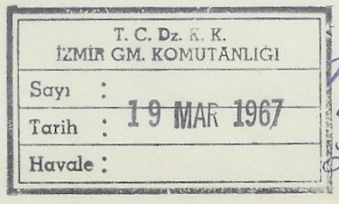 T. C. Dz. K. K.
İZMİR GM. KOMUTANLIĞI
Sayı :
Tarih : 19 MAR 1967
Havale :